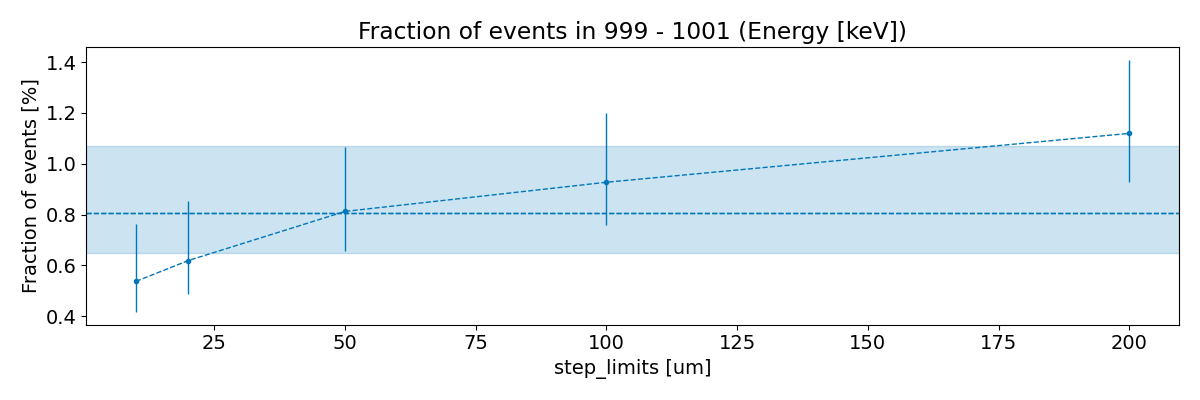 Fraction of events in 999 - 1001 (Energy [keV])
Fraction of events [%]
1.4
1.2
1.0
0.8
0.6
0.4
25 50 75 100 125 150 175 200
step_limits [um]